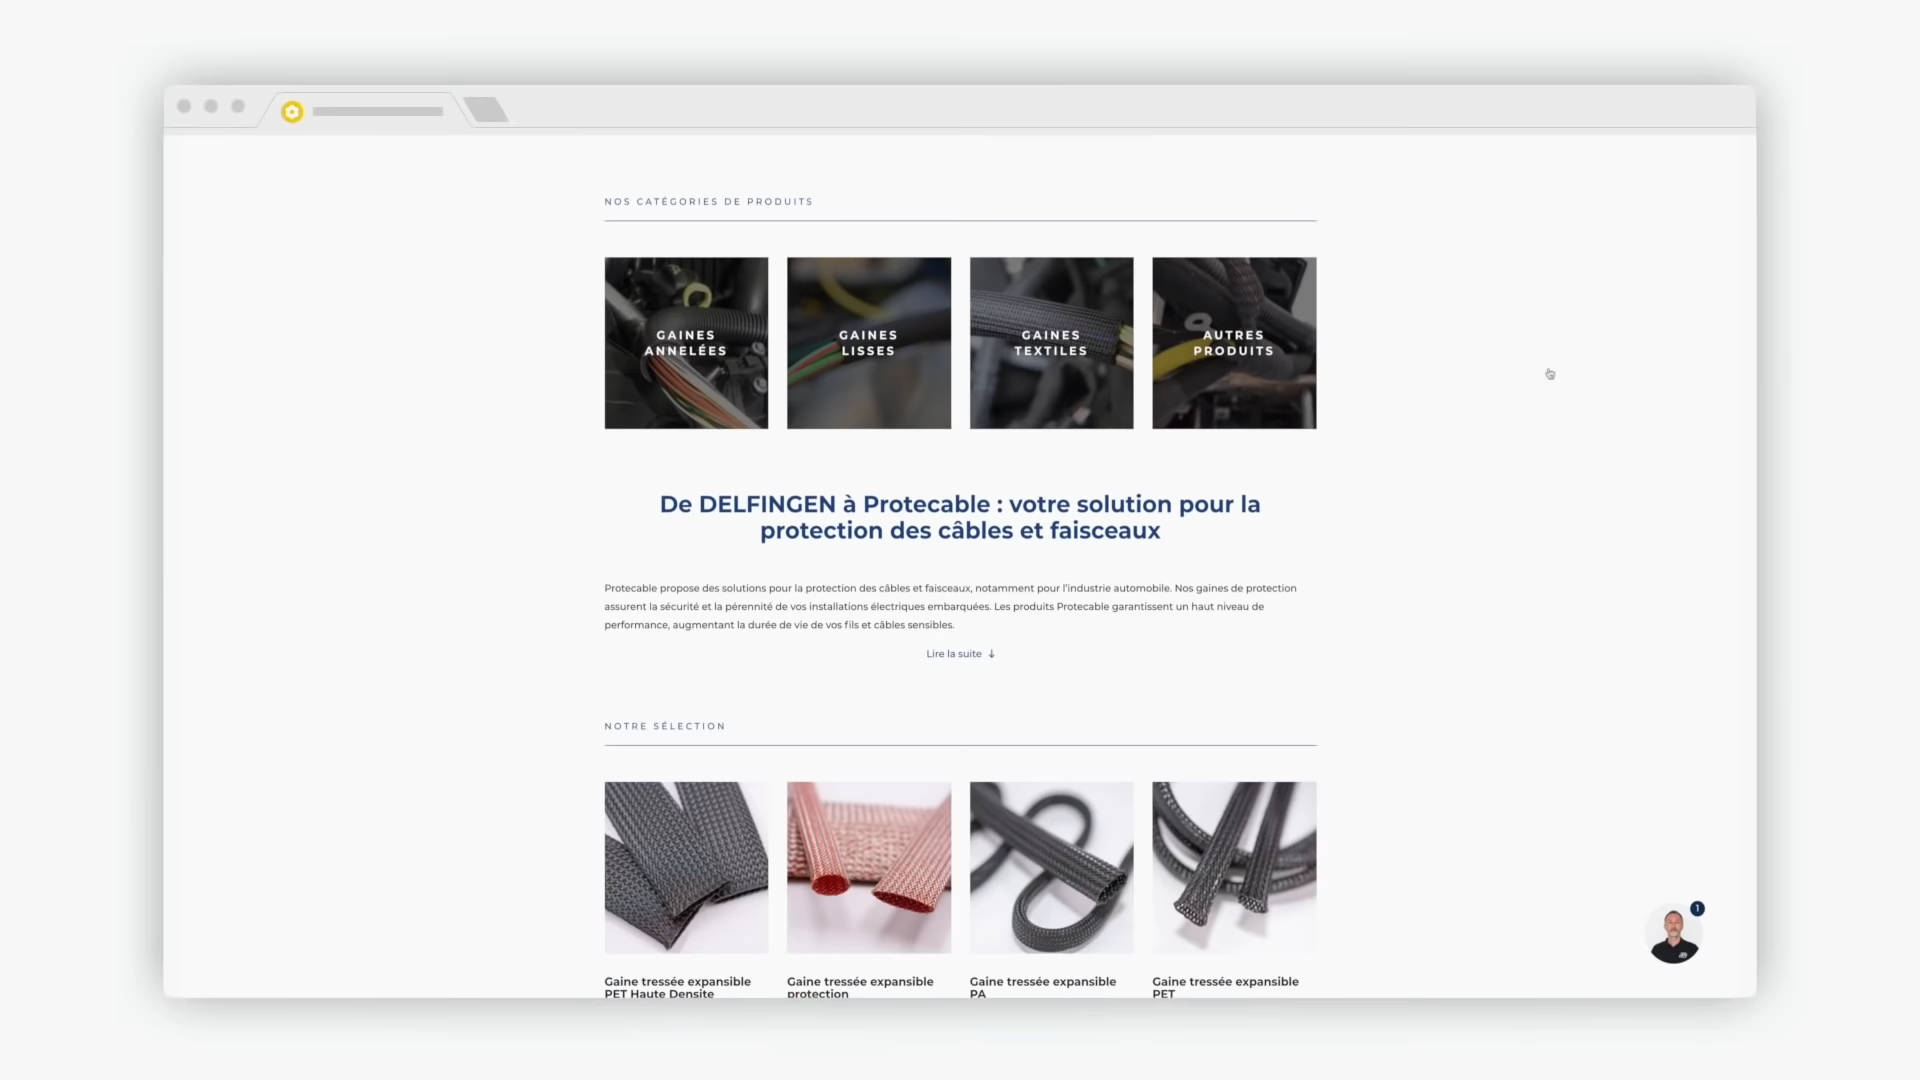 NOS CATÉGORIES DE PRODUITS
GAINES
ANNELÉES
GAINES
LISSES
GAINES
TEXTILES
AUTRES
PRODUITS
De DELFINGEN à Protecable : votre solution pour la
protection des câbles et faisceaux
Protecable propose des solutions pour la protection des câbles et faisceaux, notamment pour l'industrie automobile. Nos gaines de protection
assurent la sécurité et la pérennité de vos installations électriques embarquées. Les produits Protecable garantissent un haut niveau de
performance, augmentant la durée de vie de vos fils et câbles sensibles.
Lire la suite ↓
NOTRE SÉLECTION
Gaine tressée expansible
PET Haute Densite
Gaine tressée expansible
protection
Gaine tressée expansible
PA
Gaine tressée expansible
PET
1